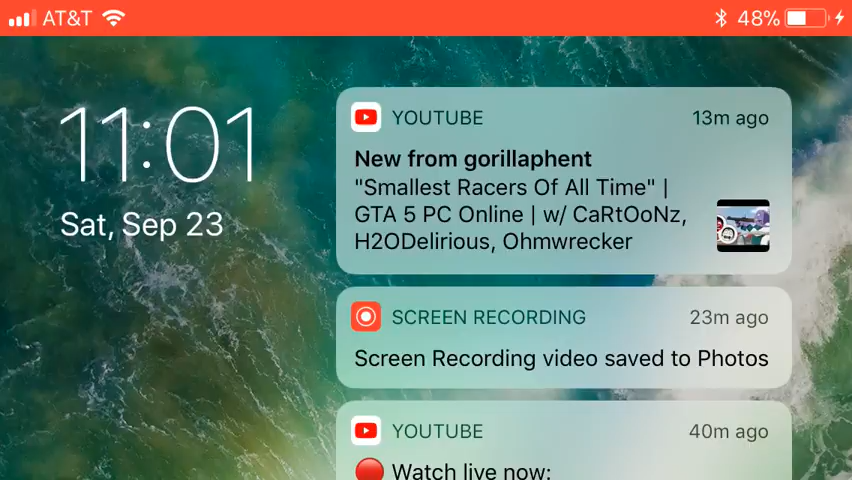 AT&T
48%
11:01
Sat, Sep 23
YOUTUBE
13m ago
New from gorillaphent
"Smallest Racers Of All Time" |
GTA 5 PC Online | w/ CaRtOoNz,
H2ODelirious, Ohmwrecker
SCREEN RECORDING
23m ago
Screen Recording video saved to Photos
YOUTUBE
40m ago
🔴 Watch live now: